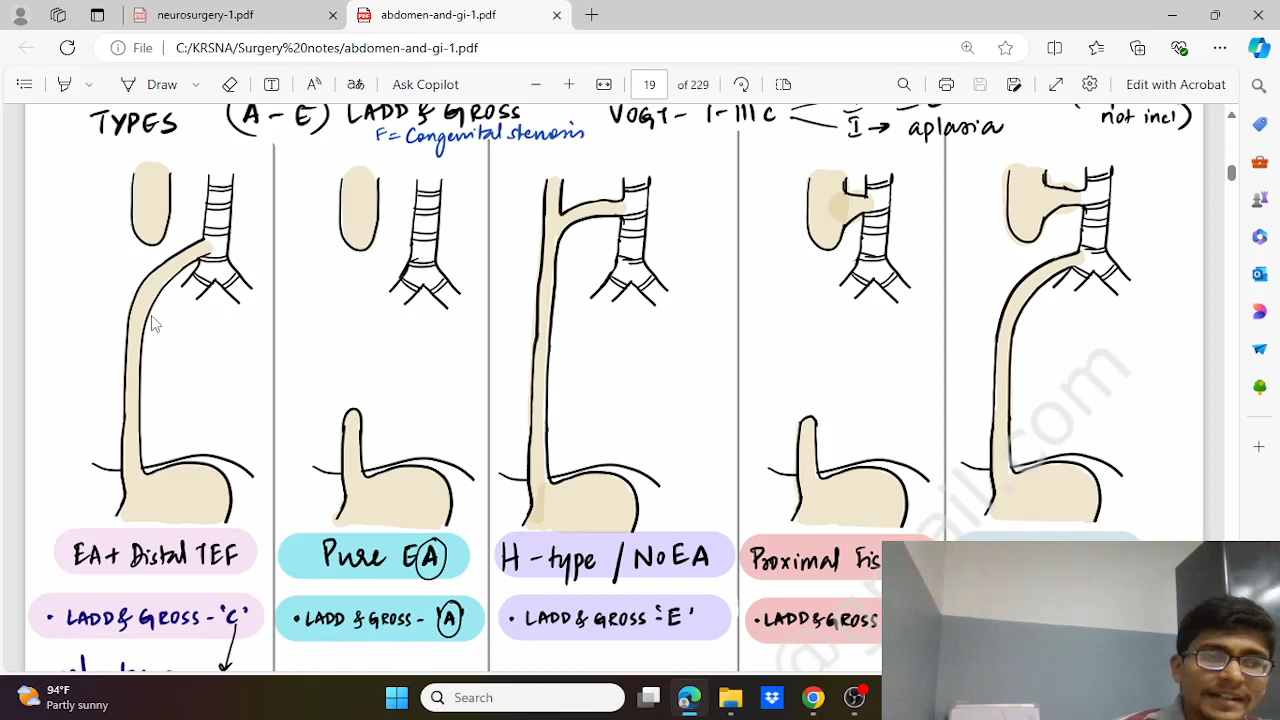 neurosurgery-1.pdf
abdomen-and-gi-1.pdf
File
C:/KRSNA/Surgery%20notes/abdomen-and-gi-1.pdf
Draw
Ask Copilot
19
of 229
Edit with Acrobat
TYPES (A - E) LADD & GROSS VOGT - I - IIIc
F = Congenital stenosis
I → aplasia
not incl)
EA + Distal TEF
Pure EA
H - type / No EA
Proximal Fis
• LADD & GROSS - 'C'
• LADD & GROSS - 'A'
• LADD & GROSS - 'E'
• LADD & GROSS
@gmail.com
94°F
Partly sunny
Search